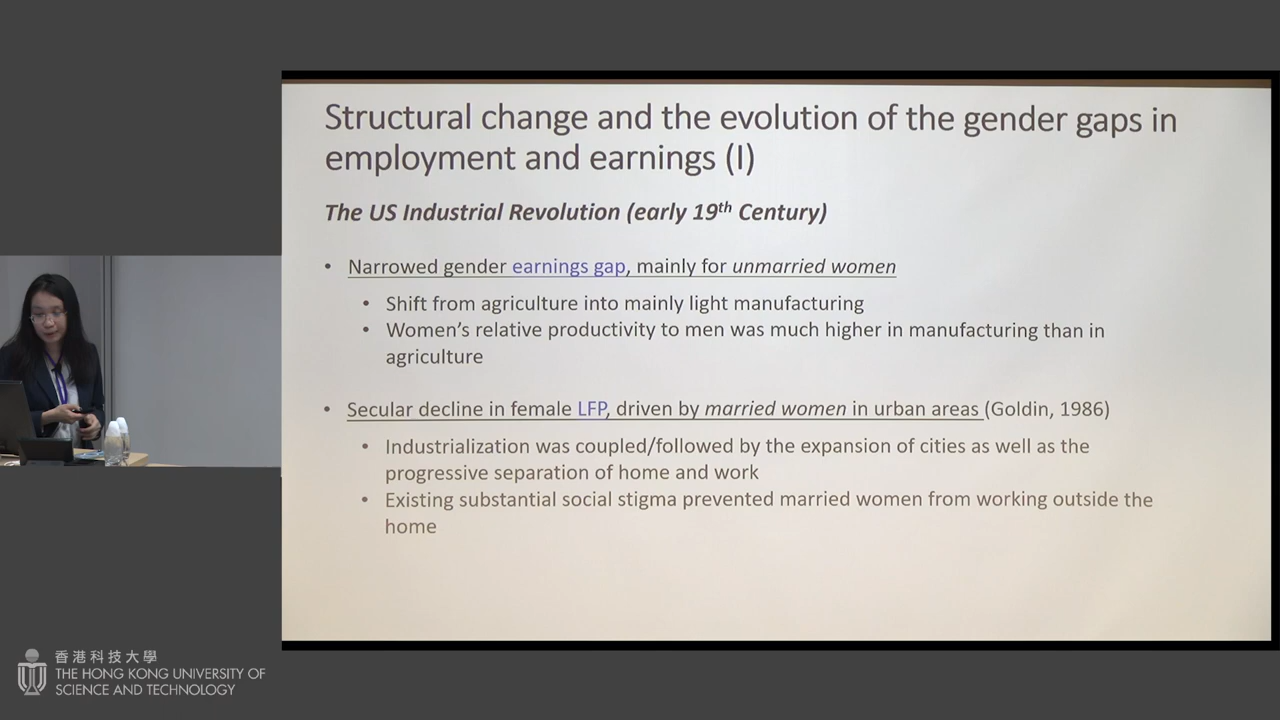 Structural change and the evolution of the gender gaps in
employment and earnings (I)
The US Industrial Revolution (early 19th Century)
• Narrowed gender earnings gap, mainly for unmarried women
• Shift from agriculture into mainly light manufacturing
• Women's relative productivity to men was much higher in manufacturing than in
agriculture
• Secular decline in female LFP, driven by married women in urban areas (Goldin, 1986)
• Industrialization was coupled/followed by the expansion of cities as well as the
progressive separation of home and work
• Existing substantial social stigma prevented married women from working outside the
home
香港科技大學
THE HONG KONG UNIVERSITY OF
SCIENCE AND TECHNOLOGY